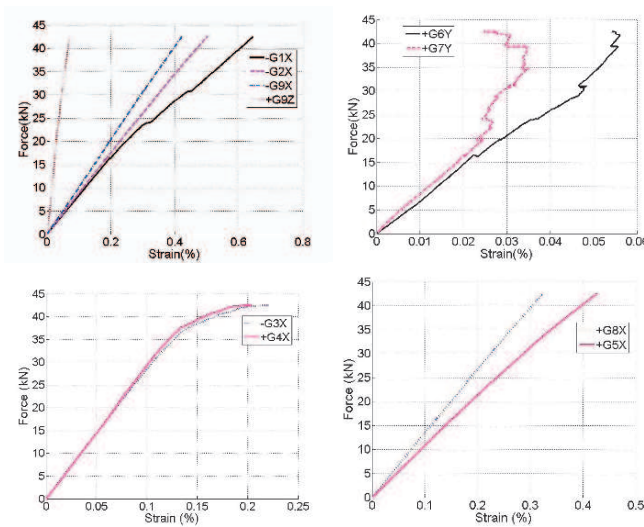 45
40
35
30
25
20
15
10
5
0
Force(kN)
-G1X
-G2X
-G9X
+G9Z
0 0.2 0.4 0.6 0.8
Strain(%)
45
40
35
30
25
20
15
10
5
0
Force(kN)
+G6Y
+G7Y
0 0.01 0.02 0.03 0.04 0.05 0.06
Strain(%)
45
40
35
30
25
20
15
10
5
0
Force (kN)
-G3X
+G4X
0 0.05 0.1 0.15 0.2 0.25
Strain (%)
45
40
35
30
25
20
15
10
5
0
Force (kN)
+G8X
+G5X
0 0.1 0.2 0.3 0.4 0.5
Strain (%)